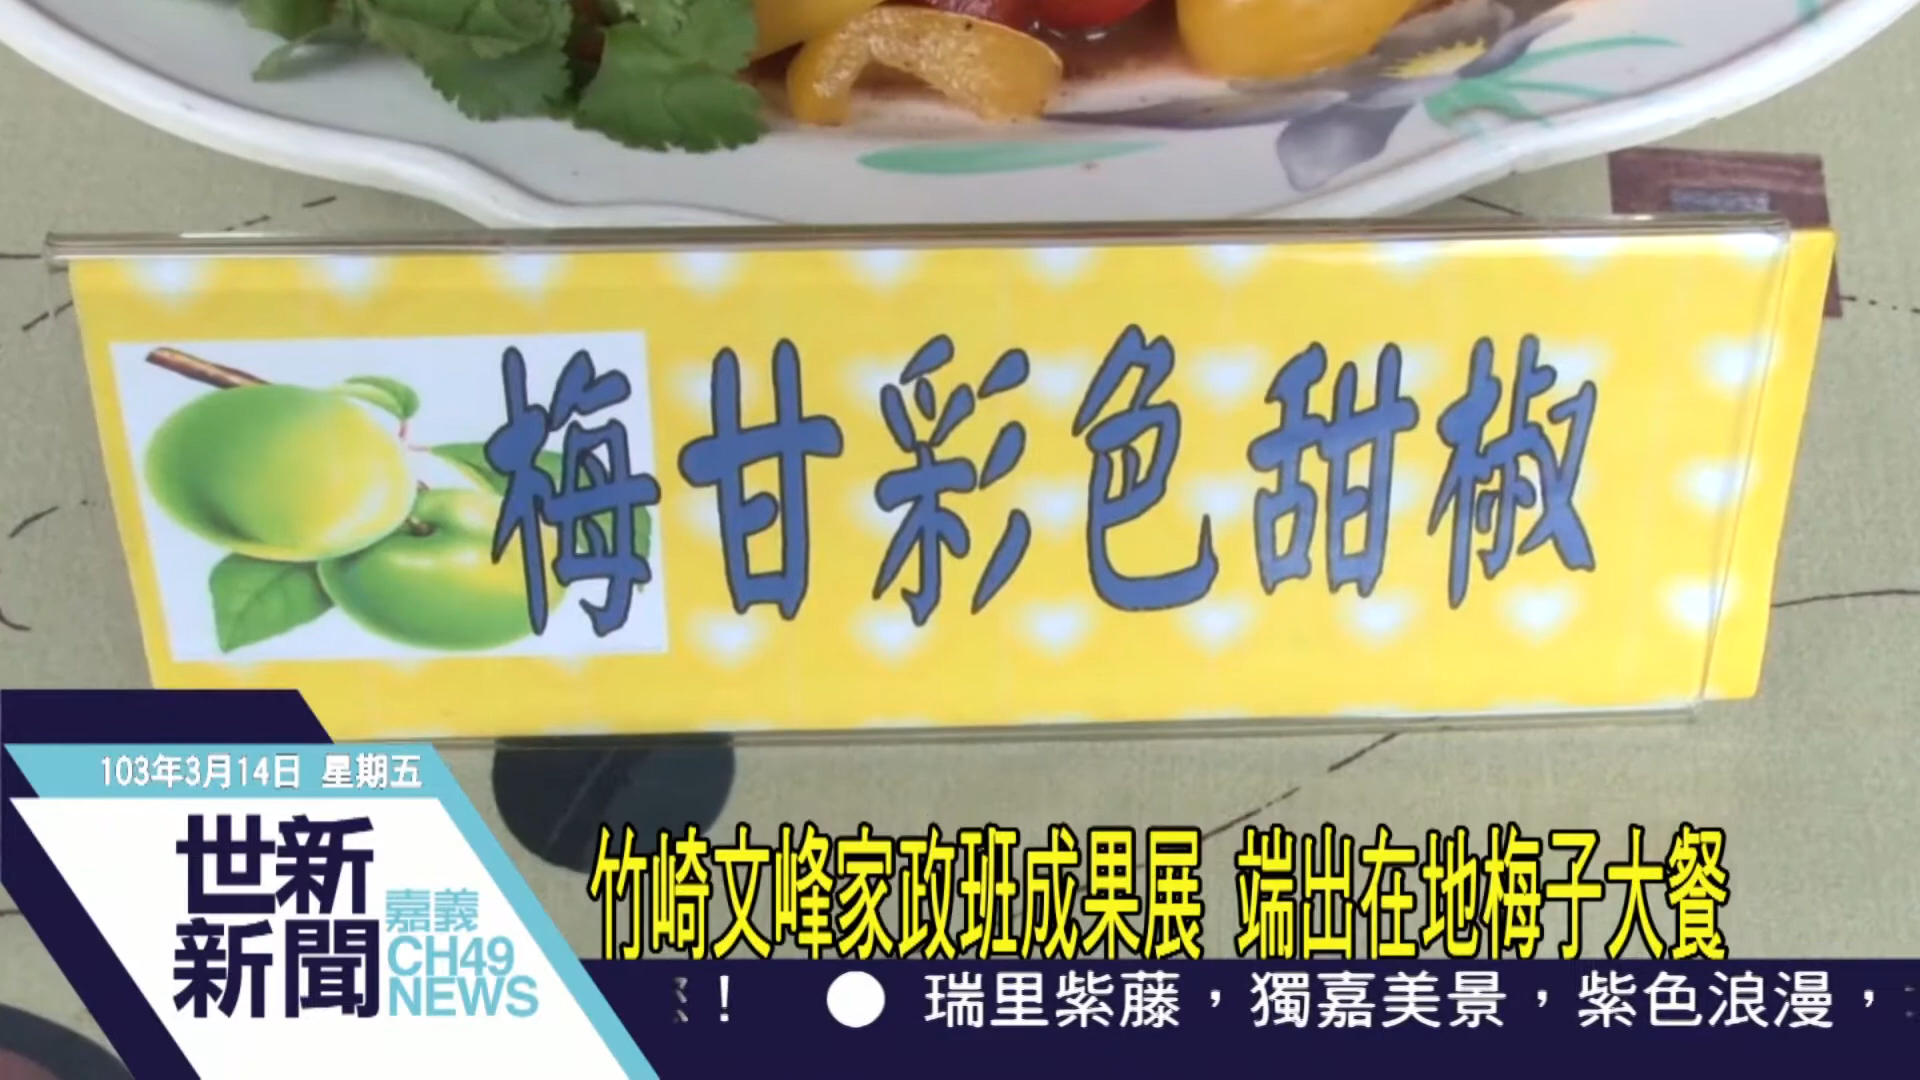 梅甘彩色甜椒
103年3月14日 星期五
世新
新聞
嘉義
CH49
NEWS
竹崎文峰家政班成果展 端出在地梅子大餐
! ● 瑞里紫藤，獨嘉美景，紫色浪漫，